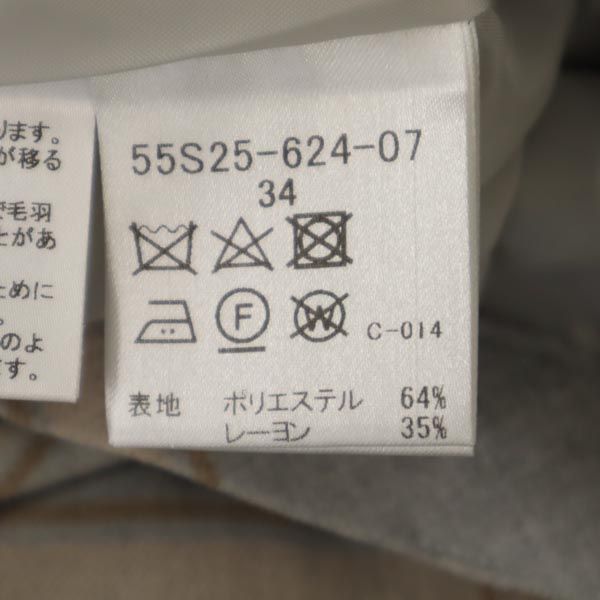 ります。
が移る
毛羽
とがあ
ために
のよ
す。
55S25-624-07
34
F
W
C-014
表地 ポリエステル 64%
レーヨン 35%